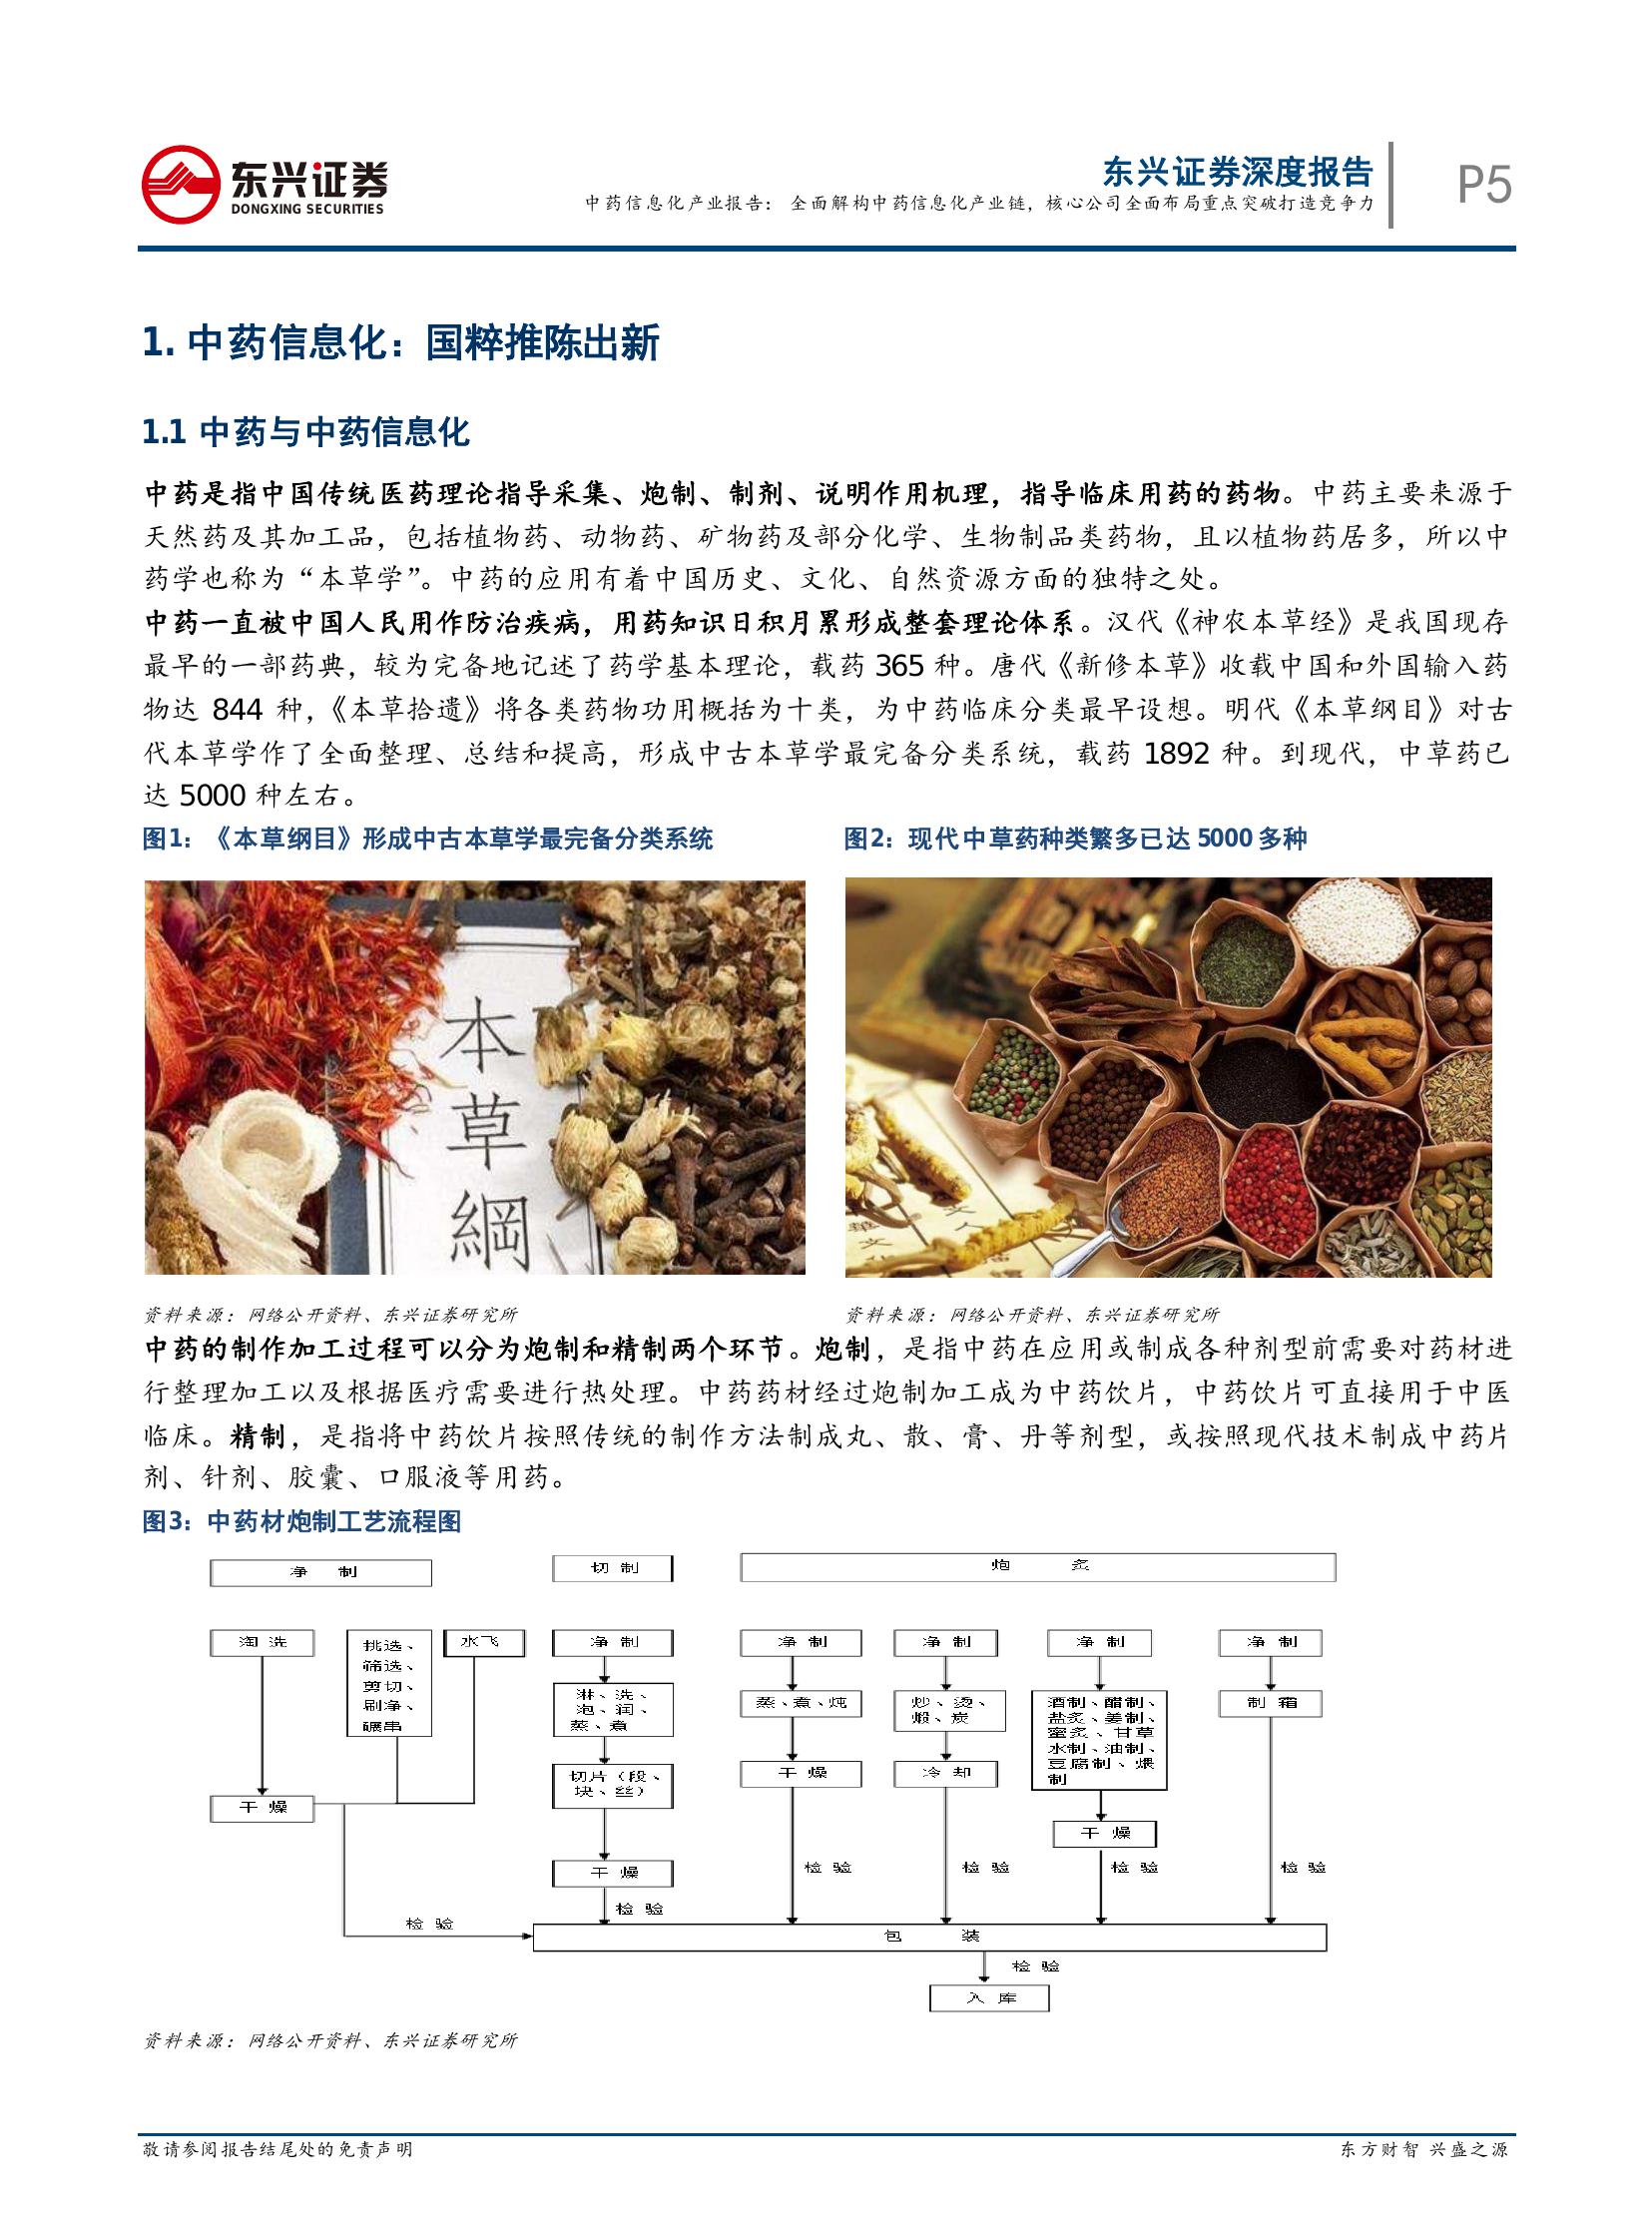 东兴证券
DONGXING SECURITIES
东兴证券深度报告
中药信息化产业报告： 全面解构中药信息化产业链，核心公司全面布局重点突破打造竞争力
P5
1. 中药信息化：国粹推陈出新
1.1 中药与中药信息化
中药是指中国传统医药理论指导采集、炮制、制剂、说明作用机理，指导临床用药的药物。中药主要来源于
天然药及其加工品，包括植物药、动物药、矿物药及部分化学、生物制品类药物，且以植物药居多，所以中
药学也称为“本草学”。中药的应用有着中国历史、文化、自然资源方面的独特之处。
中药一直被中国人民用作防治疾病，用药知识日积月累形成整套理论体系。汉代《神农本草经》是我国现存
最早的一部药典，较为完备地记述了药学基本理论，载药 365 种。唐代《新修本草》收载中国和外国输入药
物达 844 种，《本草拾遗》将各类药物功用概括为十类，为中药临床分类最早设想。明代《本草纲目》对古
代本草学作了全面整理、总结和提高，形成中古本草学最完备分类系统，载药 1892 种。到现代，中草药已
达 5000 种左右。
图1：《本草纲目》形成中古本草学最完备分类系统
图2：现代中草药种类繁多已达 5000 多种
本
草
綱
资料来源：网络公开资料、东兴证券研究所
资料来源：网络公开资料、东兴证券研究所
中药的制作加工过程可以分为炮制和精制两个环节。炮制，是指中药在应用或制成各种剂型前需要对药材进
行整理加工以及根据医疗需要进行热处理。中药药材经过炮制加工成为中药饮片，中药饮片可直接用于中医
临床。精制，是指将中药饮片按照传统的制作方法制成丸、散、膏、丹等剂型，或按照现代技术制成中药片
剂、针剂、胶囊、口服液等用药。
图3：中药材炮制工艺流程图
净 制
切 制
炮 炙
淘 洗
挑选、
筛选、
剪切、
刷净、
碾串
水飞
干 燥
检 验
净 制
淋、洗、
泡、润、
蒸、煮
切片（段、
块、丝）
干 燥
检 验
净 制
蒸、煮、炖
干 燥
检 验
净 制
炒、烫、
煅、炭
冷 却
检 验
净 制
酒制、醋制、
盐炙、姜制、
蜜炙、甘草
水制、油制、
豆腐制、煨
制
干 燥
检 验
净 制
制 霜
检 验
包 装
检 验
入 库
资料来源：网络公开资料、东兴证券研究所
敬请参阅报告结尾处的免责声明
东方财智 兴盛之源